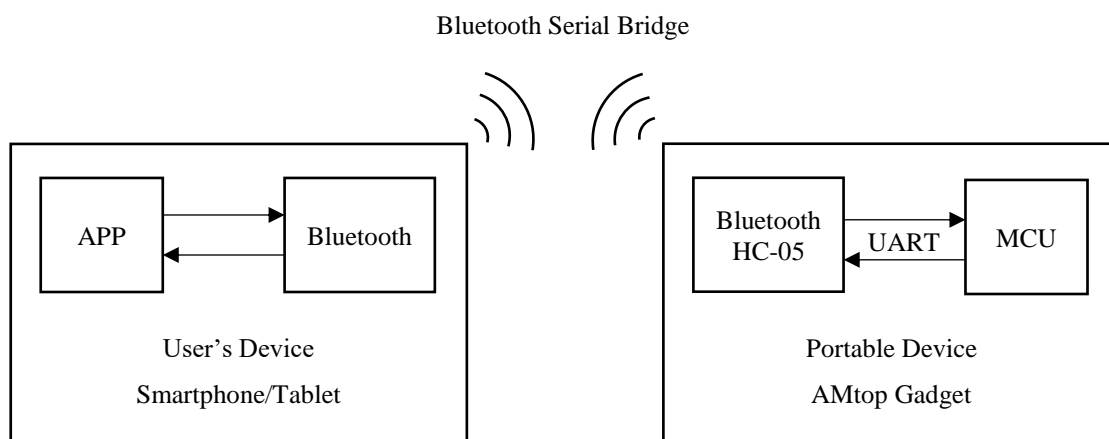 Bluetooth Serial Bridge
APP
Bluetooth
User’s Device
Smartphone/Tablet
Bluetooth
HC-05
UART
MCU
Portable Device
AMtop Gadget